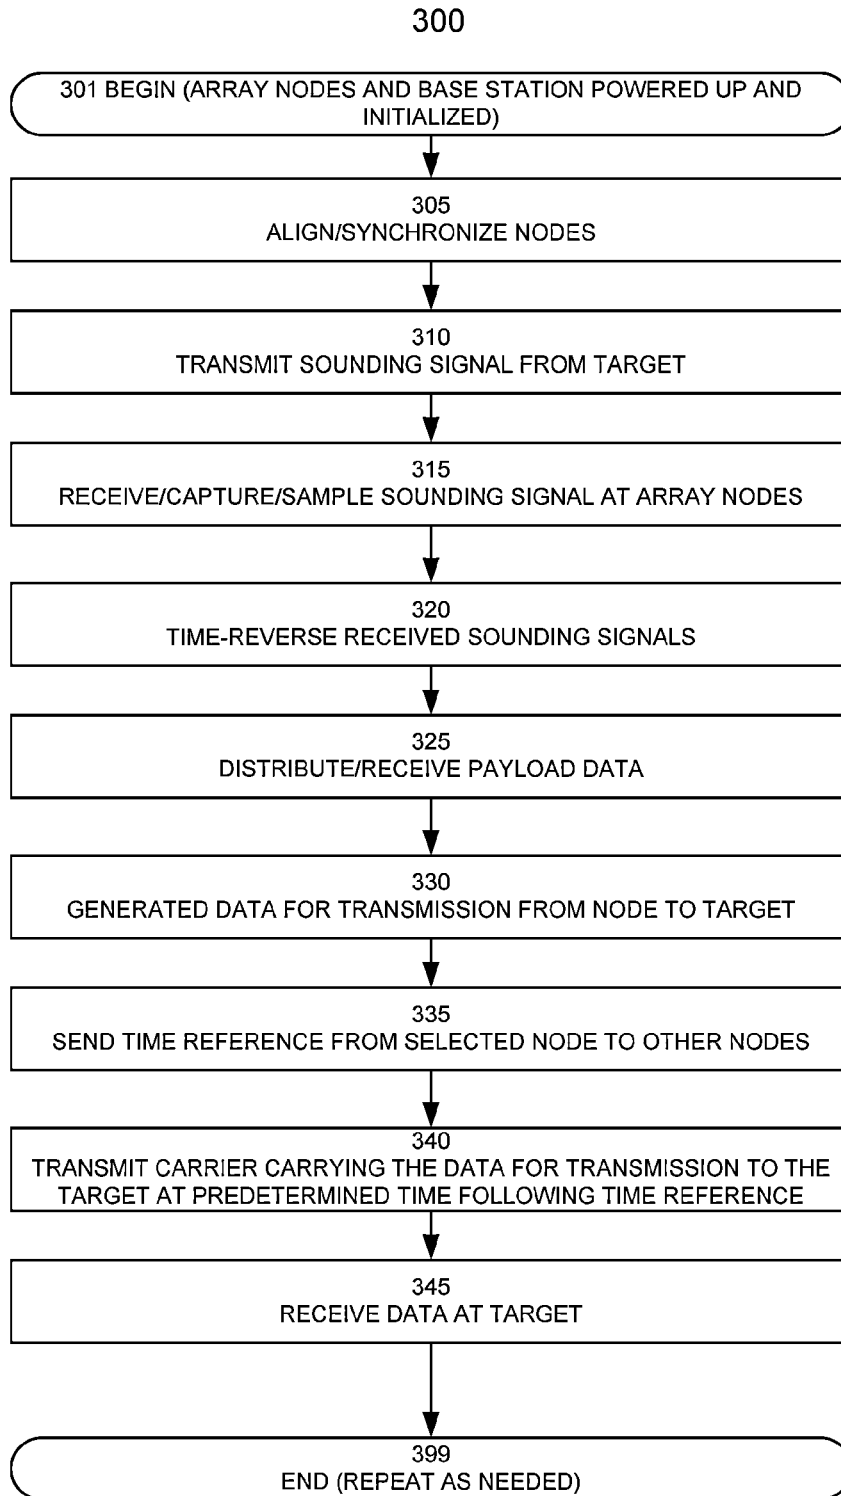 300
301 BEGIN (ARRAY NODES AND BASE STATION POWERED UP AND
INITIALIZED)
305
ALIGN/SYNCHRONIZE NODES
310
TRANSMIT SOUNDING SIGNAL FROM TARGET
315
RECEIVE/CAPTURE/SAMPLE SOUNDING SIGNAL AT ARRAY NODES
320
TIME-REVERSE RECEIVED SOUNDING SIGNALS
325
DISTRIBUTE/RECEIVE PAYLOAD DATA
330
GENERATED DATA FOR TRANSMISSION FROM NODE TO TARGET
335
SEND TIME REFERENCE FROM SELECTED NODE TO OTHER NODES
340
TRANSMIT CARRIER CARRYING THE DATA FOR TRANSMISSION TO THE
TARGET AT PREDETERMINED TIME FOLLOWING TIME REFERENCE
345
RECEIVE DATA AT TARGET
399
END (REPEAT AS NEEDED)